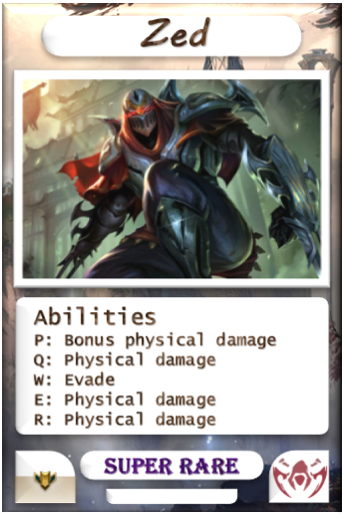 Zed
Abilities
P: Bonus physical damage
Q: Physical damage
W: Evade
E: Physical damage
R: Physical damage
SUPER RARE